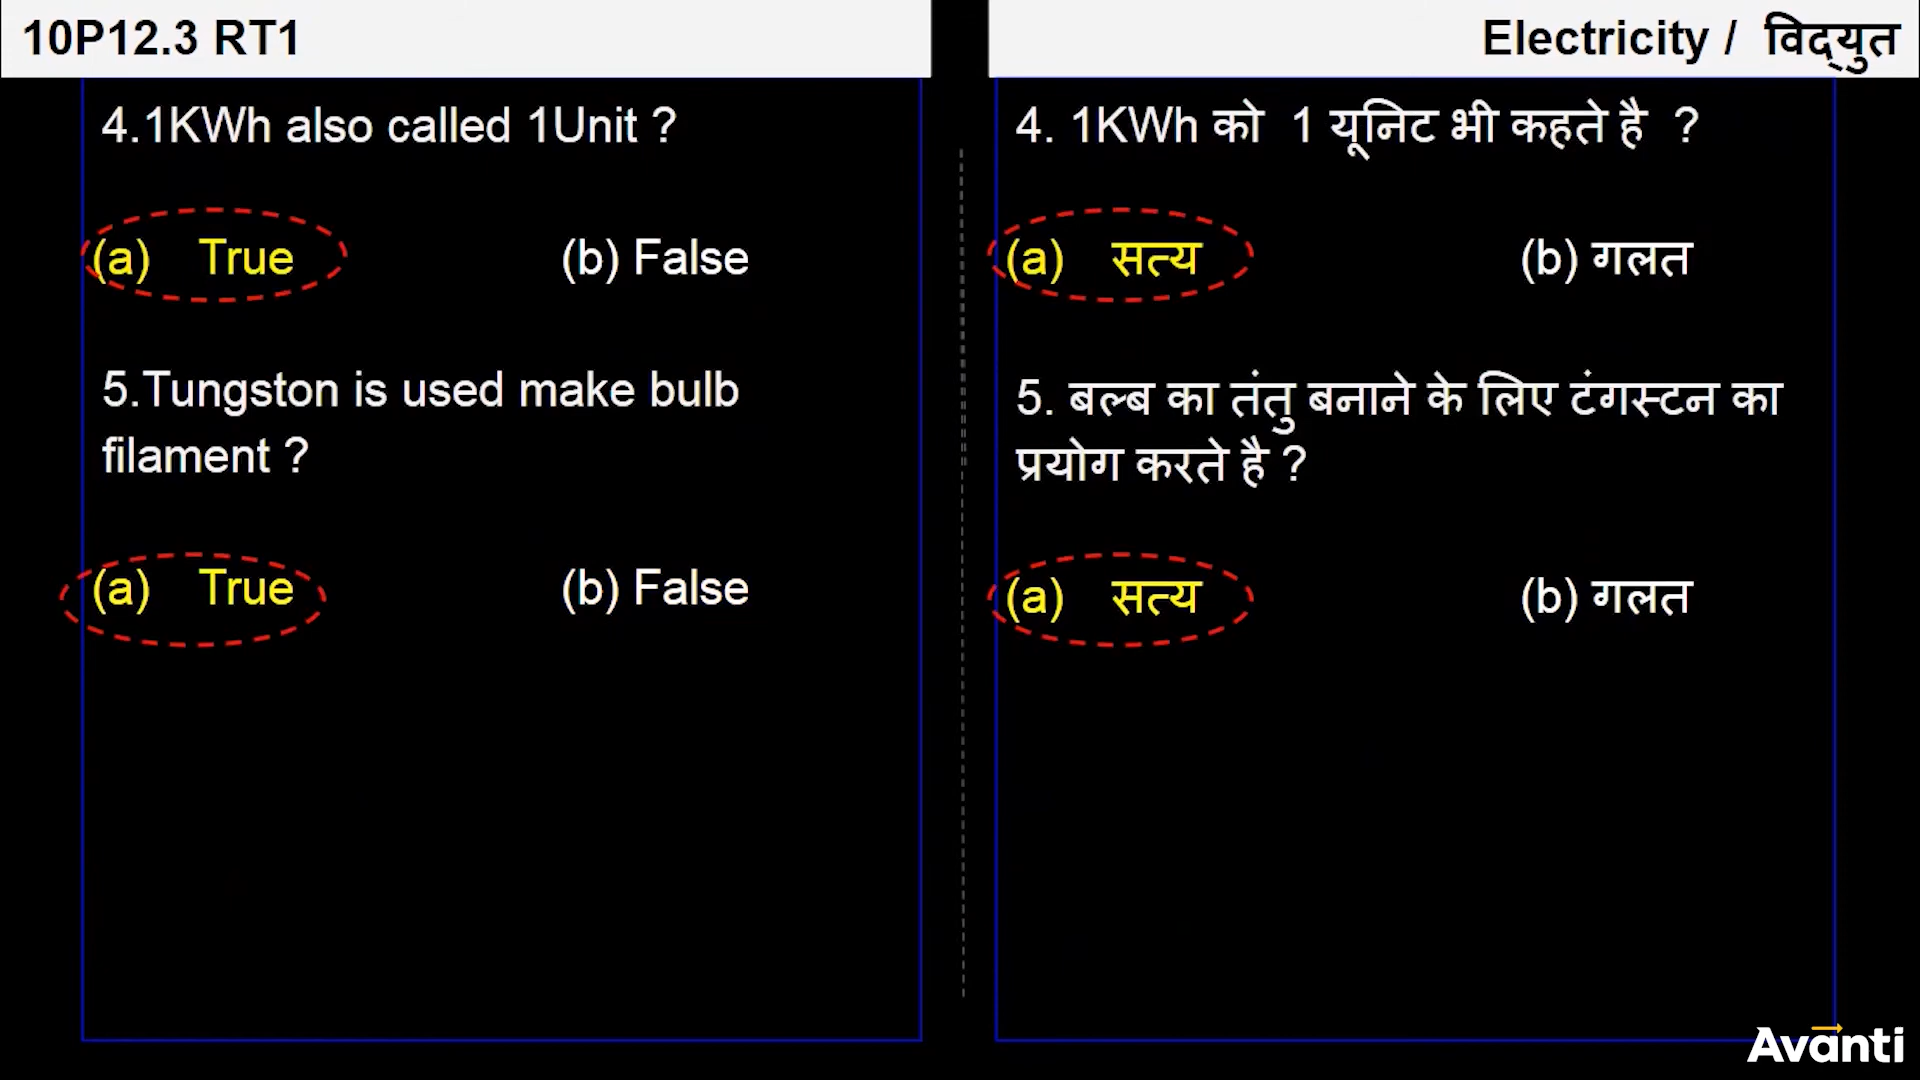 10P12.3 RT1
Electricity / विद्युत
4.1KWh also called 1Unit ?
(a) True (b) False
5.Tungston is used make bulb
filament ?
(a) True (b) False
4. 1KWh को 1 यूनिट भी कहते है ?
(a) सत्य (b) गलत
5. बल्ब का तंतु बनाने के लिए टंगस्टन का
प्रयोग करते है ?
(a) सत्य (b) गलत
Avanti